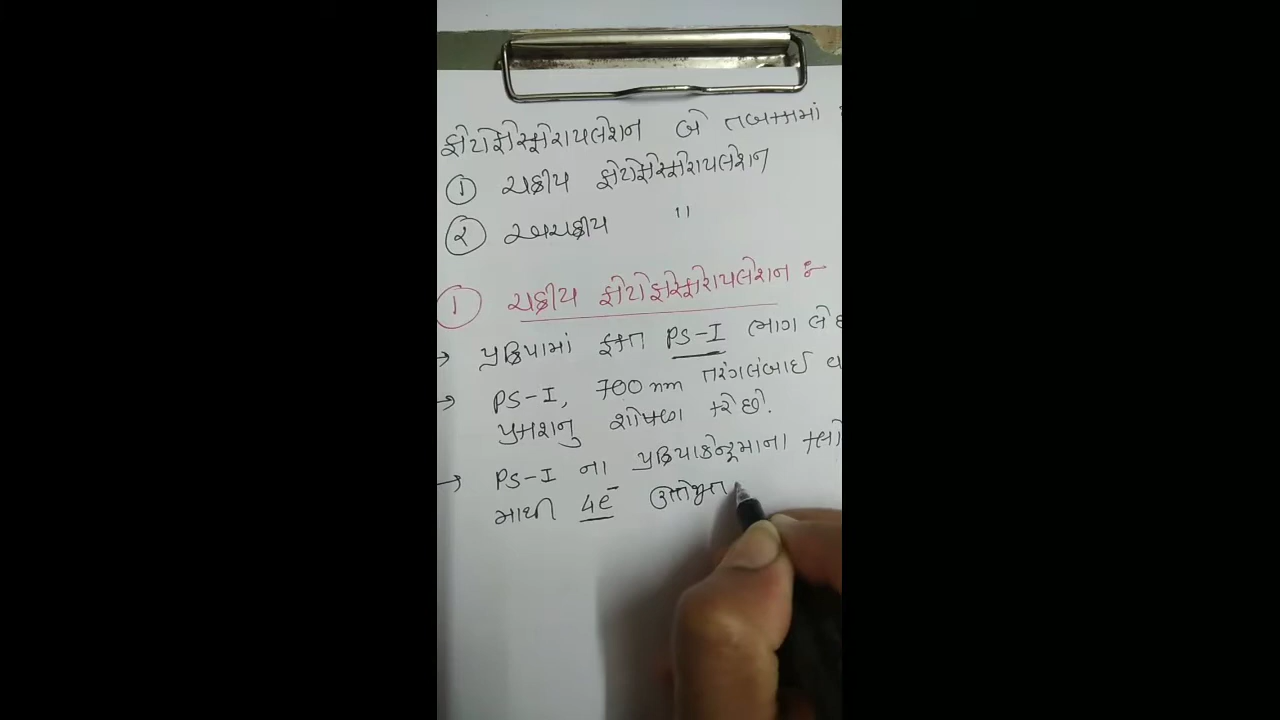 ફોટોફોસ્ફોરાયલેશન બે તબક્કામાં
① ચક્રીય ફોટોફોસ્ફોરાયલેશન
② અચક્રીય "
① ચક્રીય ફોટોફોસ્ફોરાયલેશન :-
→ પ્રક્રિયામાં ફક્ત PS-I ભાગ લે છ
→ PS-I, 700 nm તરંગલંબાઈ
પ્રકાશનુ શોષણ કરે છે.
→ PS-I ના પ્રક્રિયાકેન્દ્રમાના ક્લો
માથી 4e⁻ ઉત્તેજીત